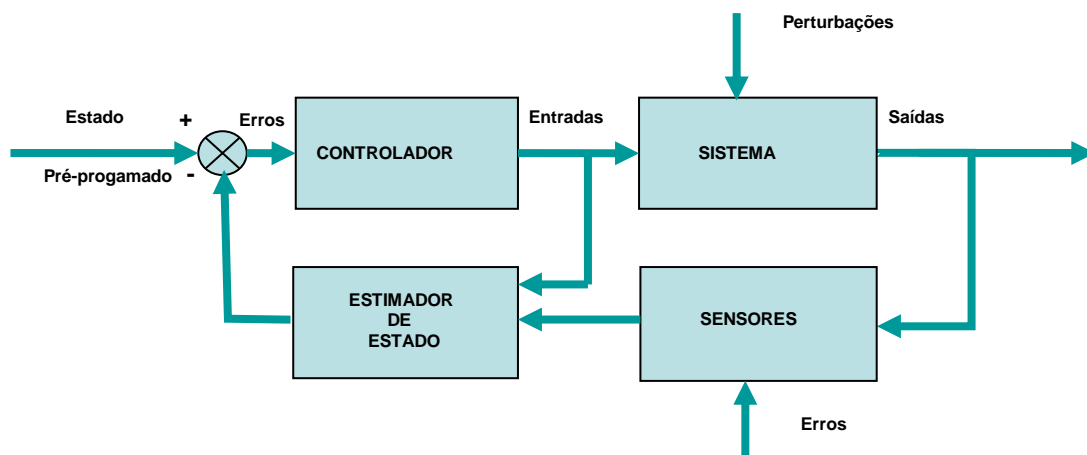 Perturbações
Estado
+
Erros
Entradas
Saídas
CONTROLADOR
SISTEMA
Pré-progamado
-
ESTIMADOR
DE
ESTADO
SENSORES
Erros